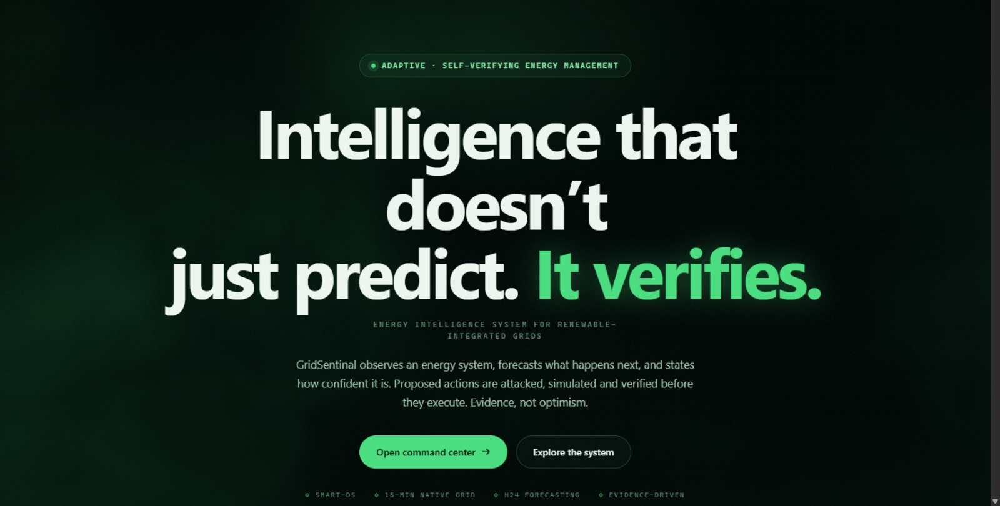 ADAPTIVE · SELF-VERIFYING ENERGY MANAGEMENT
Intelligence that
doesn’t
just predict. It verifies.
ENERGY INTELLIGENCE SYSTEM FOR RENEWABLE-
INTEGRATED GRIDS
GridSentinal observes an energy system, forecasts what happens next, and states
how confident it is. Proposed actions are attacked, simulated and verified before
they execute. Evidence, not optimism.
Open command center →
Explore the system
◇ SMART-DS ◇ 15-MIN NATIVE GRID ◇ H24 FORECASTING ◇ EVIDENCE-DRIVEN